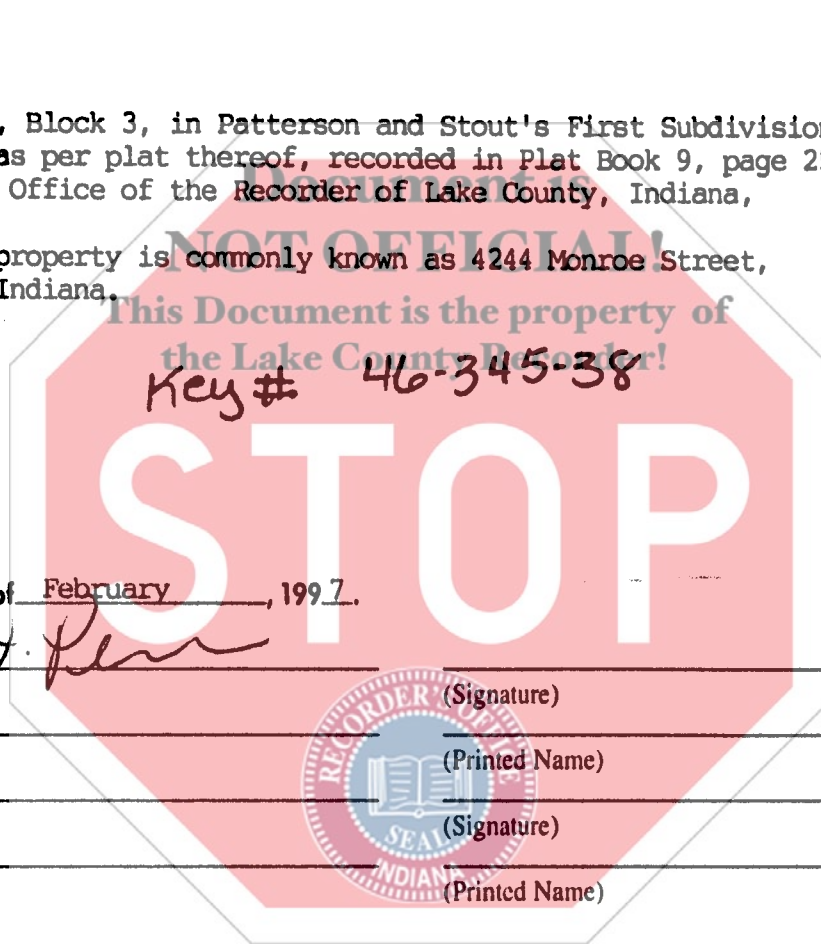 , Block 3, in Patterson and Stout's First Subdivision
as per plat thereof, recorded in Plat Book 9, page 2
Office of the Recorder of Lake County, Indiana,
Document is
property is commonly known as 4244 Monroe Street,
NOT OFFICIAL!
Indiana.
This Document is the property of
the Lake County Recorder!
Key # 46-345-38
STOP
of February, 1997.
(Signature)
(Printed Name)
(Signature)
(Printed Name)
RECORDER'S OFFICE
SEAL
INDIANA